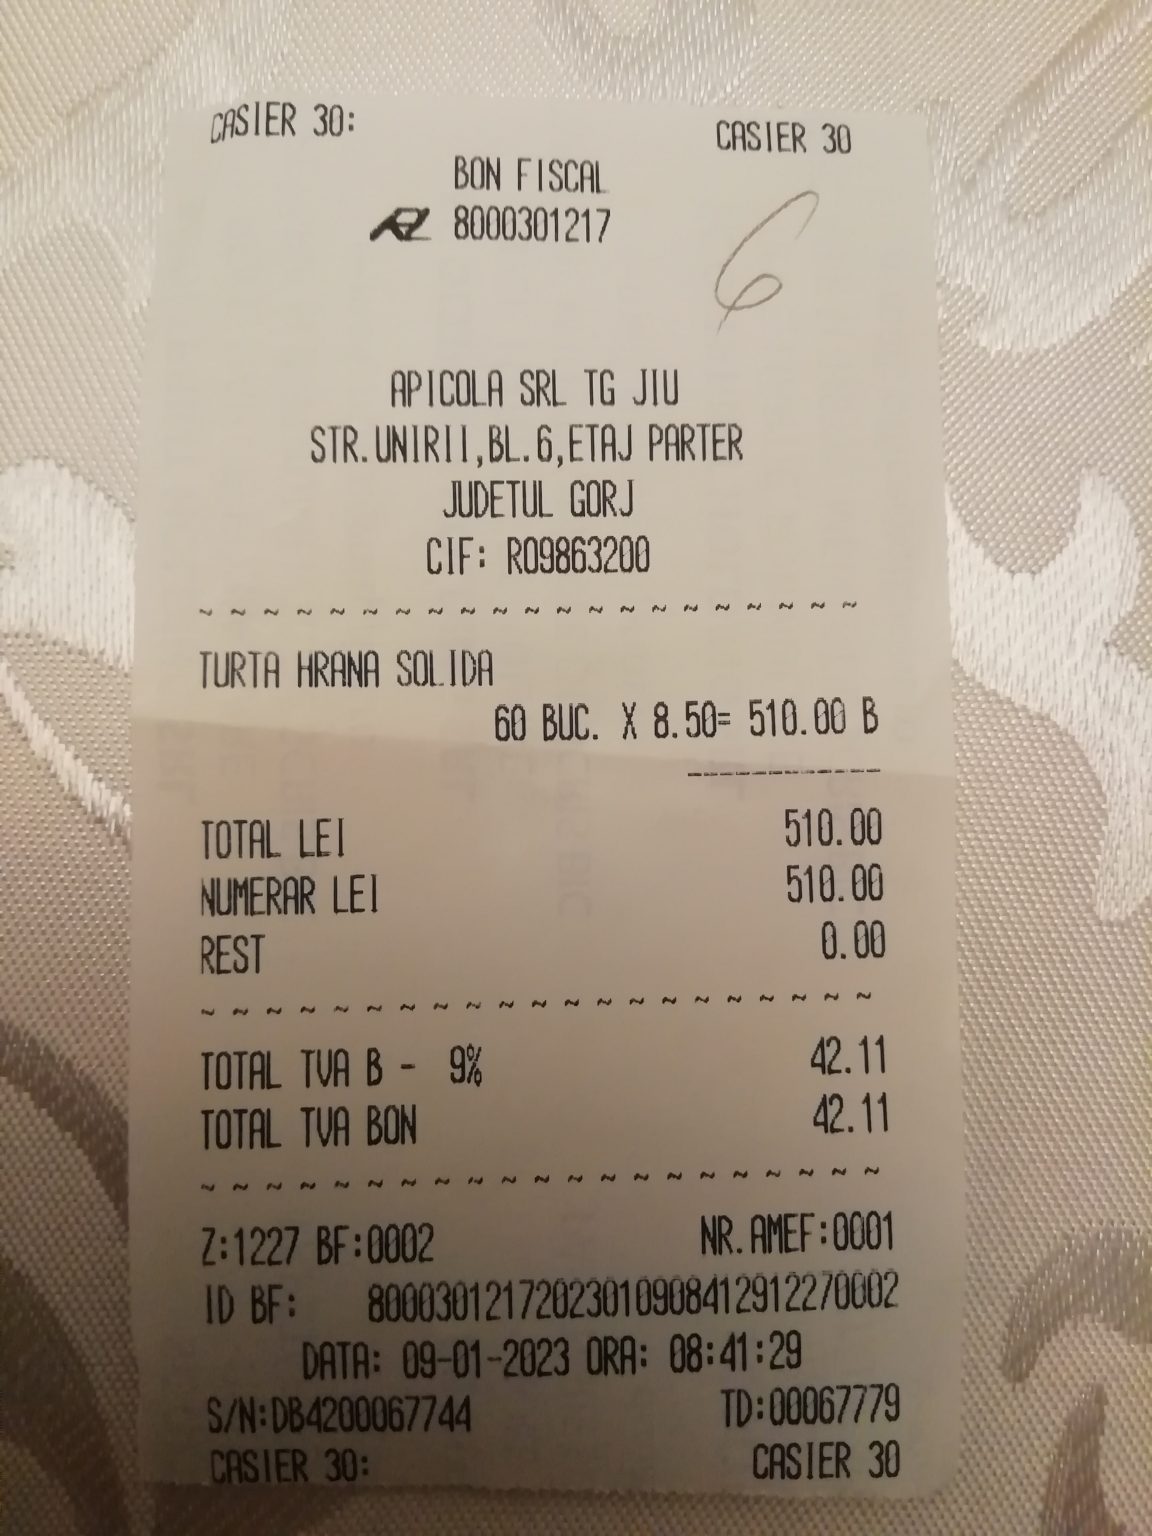 CASIER 30: CASIER 30
BON FISCAL
8000301217
6
APICOLA SRL TG JIU
STR.UNIRII,BL.6,ETAJ PARTER
JUDETUL GORJ
CIF: RO9863200
~ ~ ~ ~ ~ ~ ~ ~ ~ ~ ~ ~ ~ ~ ~ ~ ~ ~ ~ ~ ~
TURTA HRANA SOLIDA
60 BUC. X 8.50= 510.00 B
------------
TOTAL LEI 510.00
NUMERAR LEI 510.00
REST 0.00
~ ~ ~ ~ ~ ~ ~ ~ ~ ~ ~ ~ ~ ~ ~ ~ ~ ~ ~ ~ ~
TOTAL TVA B - 9% 42.11
TOTAL TVA BON 42.11
~ ~ ~ ~ ~ ~ ~ ~ ~ ~ ~ ~ ~ ~ ~ ~ ~ ~ ~ ~ ~
Z:1227 BF:0002 NR.AMEF:0001
ID BF: 80003012172023010908412912270002
DATA: 09-01-2023 ORA: 08:41:29
S/N:DB4200067744 TD:00067779
CASIER 30: CASIER 30